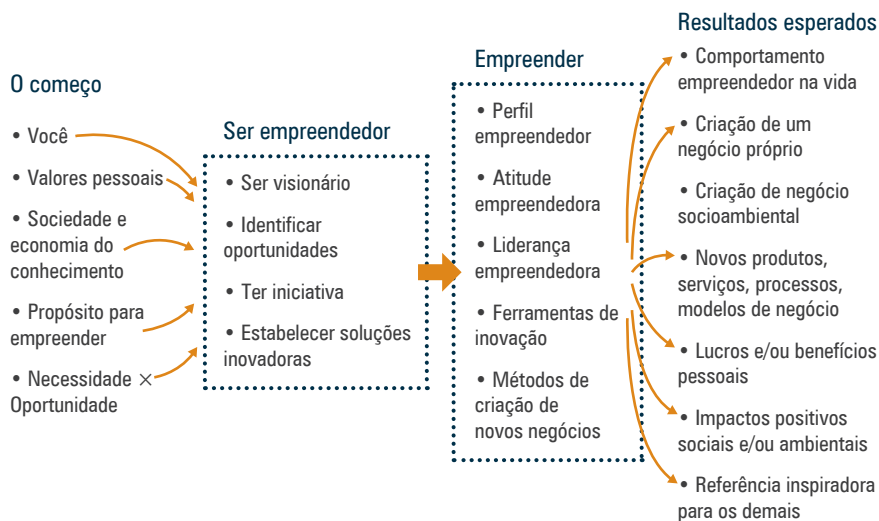 O começo
• Você
• Valores pessoais
• Sociedade e
economia do
conhecimento
• Propósito para
empreender
• Necessidade ×
Oportunidade
Ser empreendedor
• Ser visionário
• Identificar
oportunidades
• Ter iniciativa
• Estabelecer soluções
inovadoras
Empreender
• Perfil
empreendedor
• Atitude
empreendedora
• Liderança
empreendedora
• Ferramentas de
inovação
• Métodos de
criação de
novos negócios
Resultados esperados
• Comportamento
empreendedor na vida
• Criação de um
negócio próprio
• Criação de negócio
socioambiental
• Novos produtos,
serviços, processos,
modelos de negócio
• Lucros e/ou benefícios
pessoais
• Impactos positivos
sociais e/ou ambientais
• Referência inspiradora
para os demais